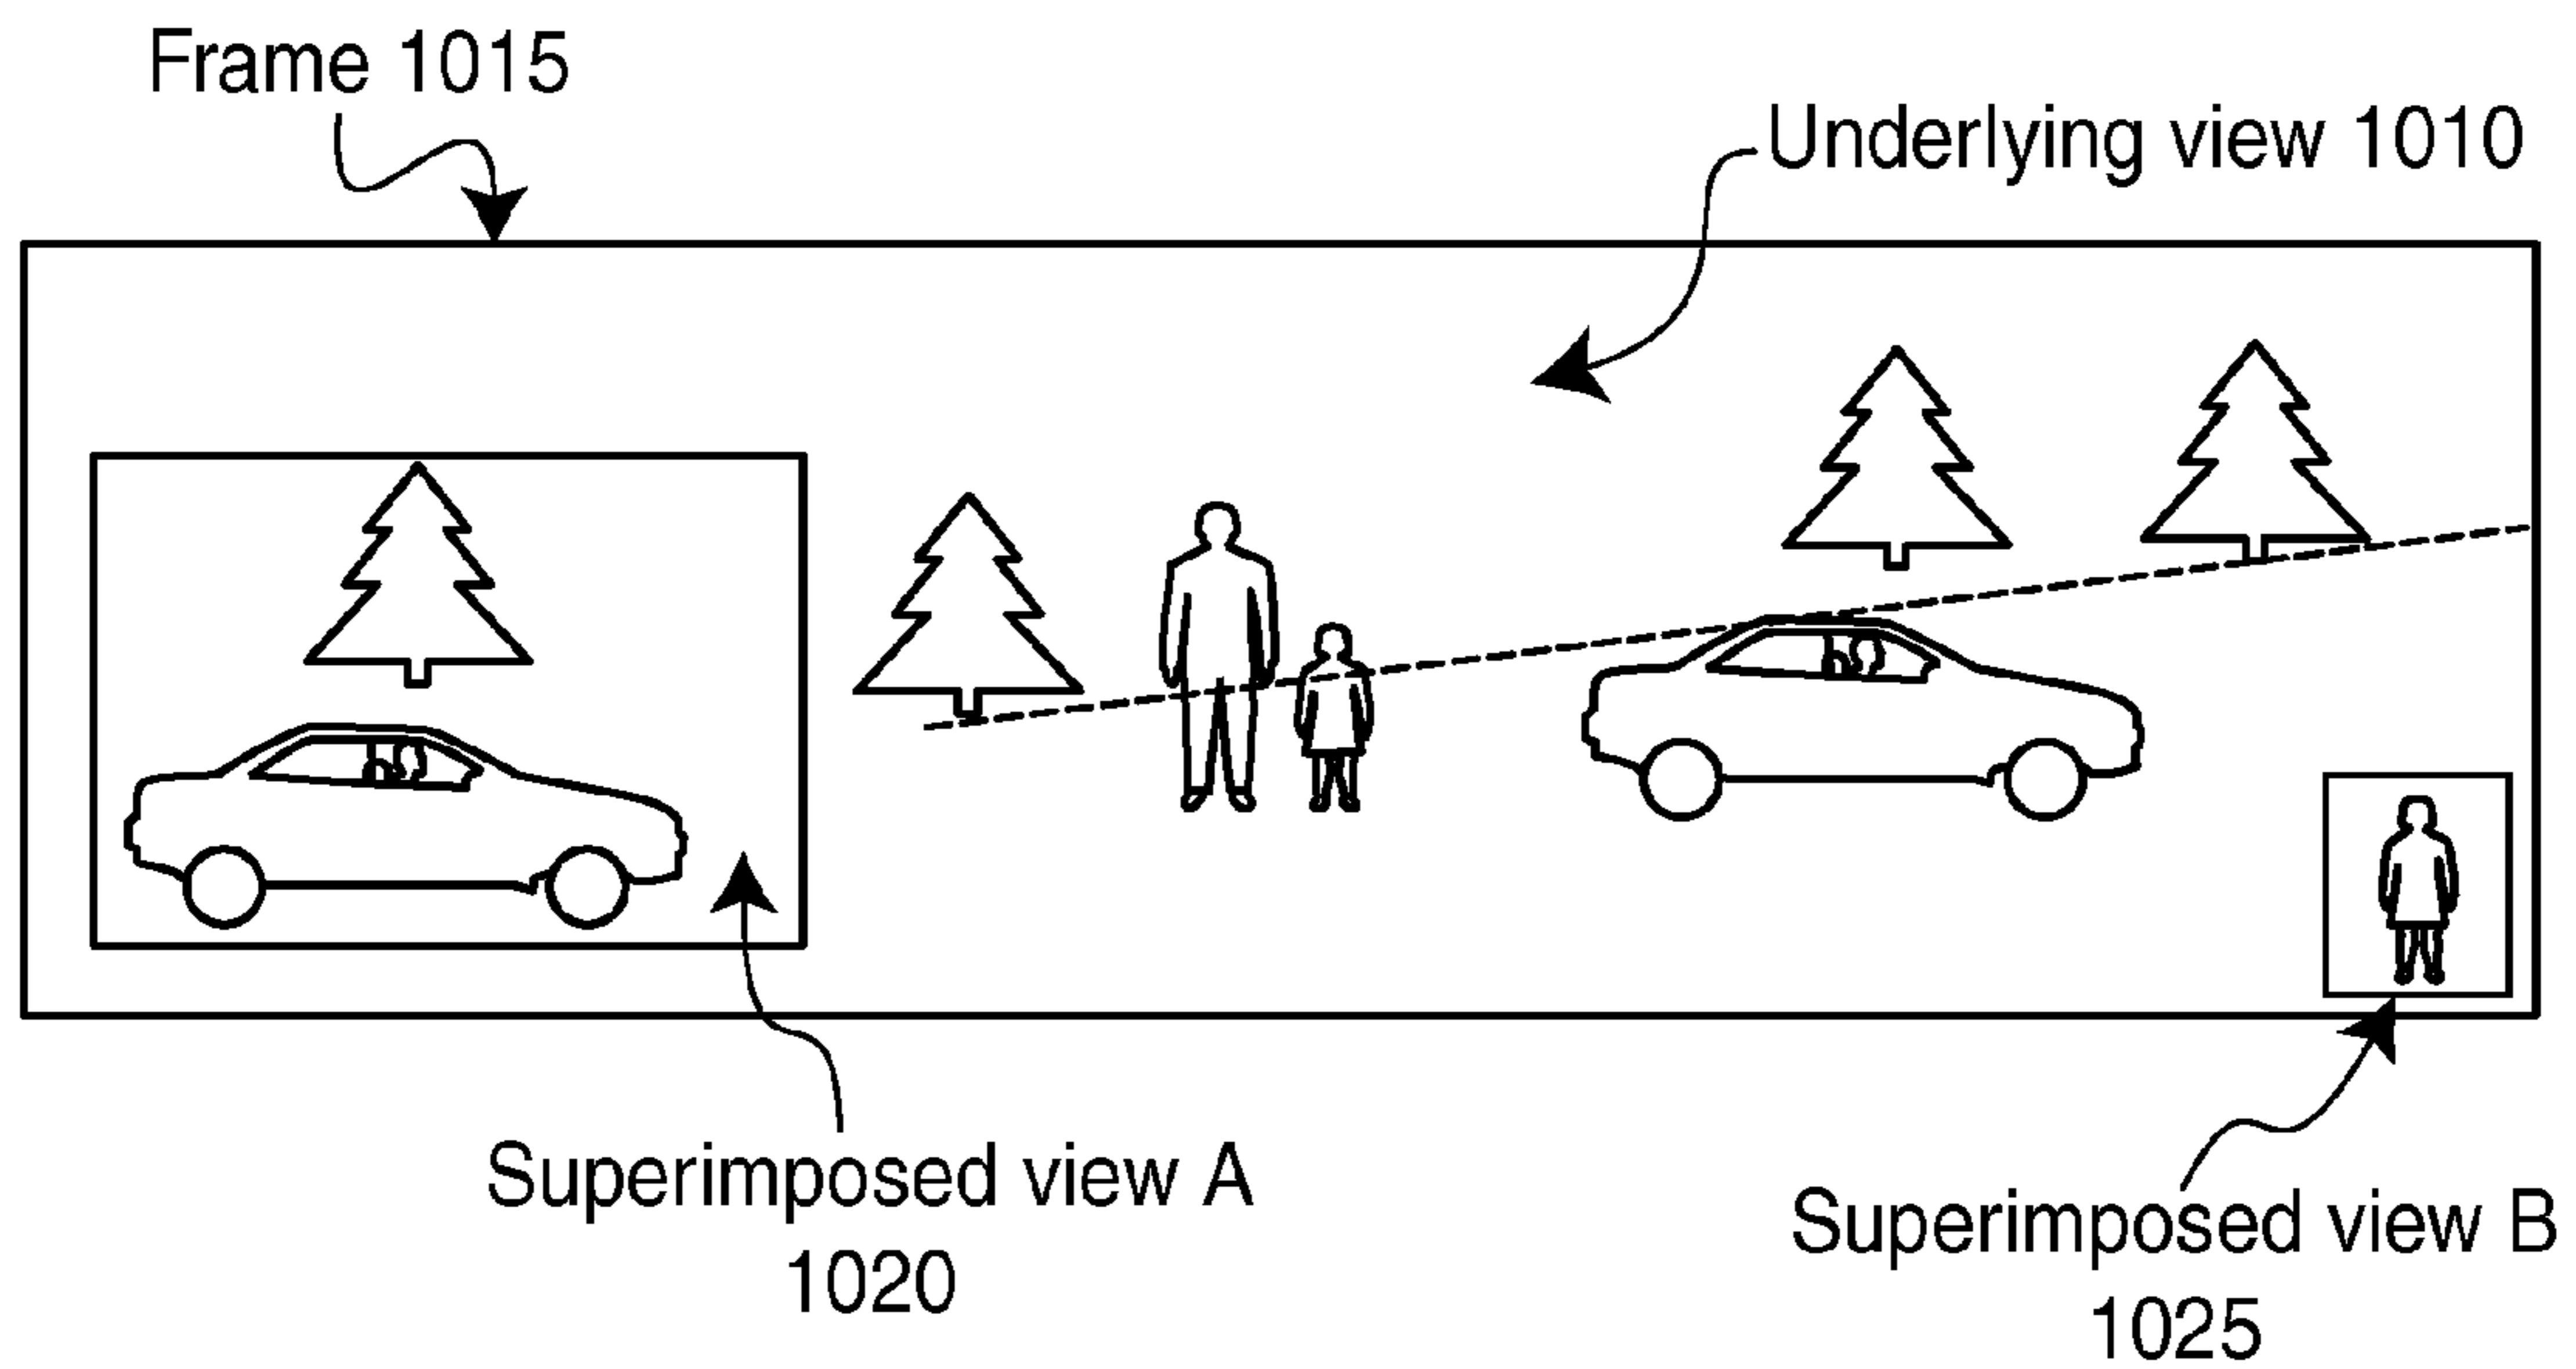 Frame 1015
Underlying view 1010
Superimposed view A
1020
Superimposed view B
1025